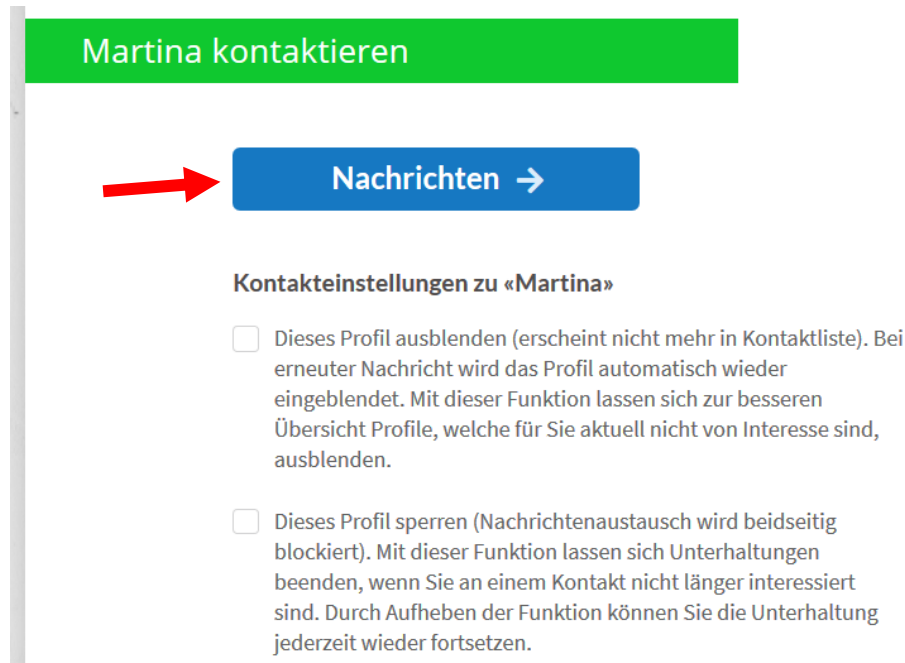 Martina kontaktieren
Nachrichten →
Kontakteinstellungen zu «Martina»
Dieses Profil ausblenden (erscheint nicht mehr in Kontaktliste). Bei
erneuter Nachricht wird das Profil automatisch wieder
eingeblendet. Mit dieser Funktion lassen sich zur besseren
Übersicht Profile, welche für Sie aktuell nicht von Interesse sind,
ausblenden.
Dieses Profil sperren (Nachrichtenaustausch wird beidseitig
blockiert). Mit dieser Funktion lassen sich Unterhaltungen
beenden, wenn Sie an einem Kontakt nicht länger interessiert
sind. Durch Aufheben der Funktion können Sie die Unterhaltung
jederzeit wieder fortsetzen.